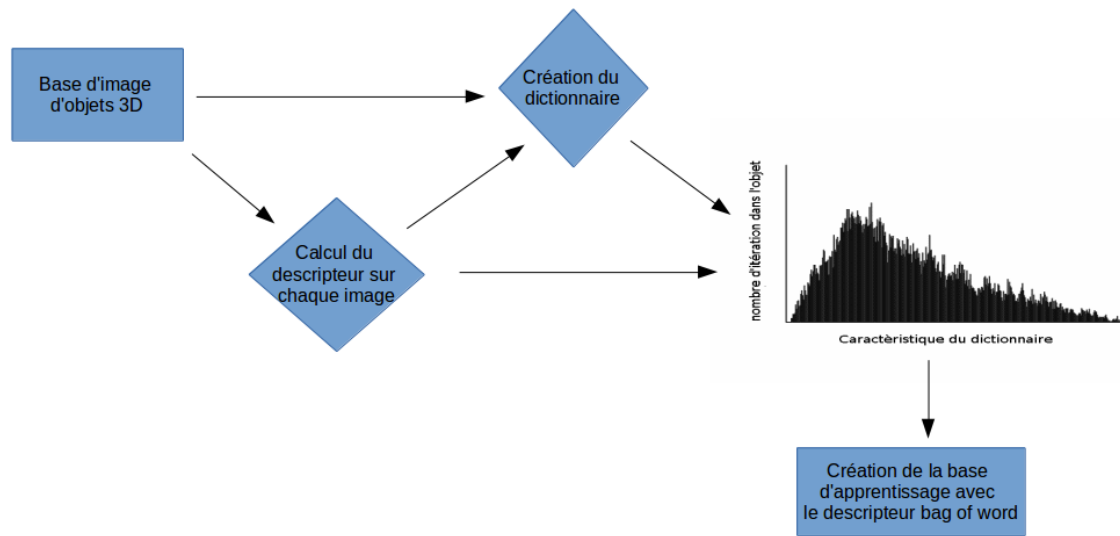 Base d'image
d'objets 3D
Création du
dictionnaire
Calcul du
descripteur sur
chaque image
nombre d'itération dans l'objet
Caractèristique du dictionnaire
Création de la base
d'apprentissage avec
le descripteur bag of word